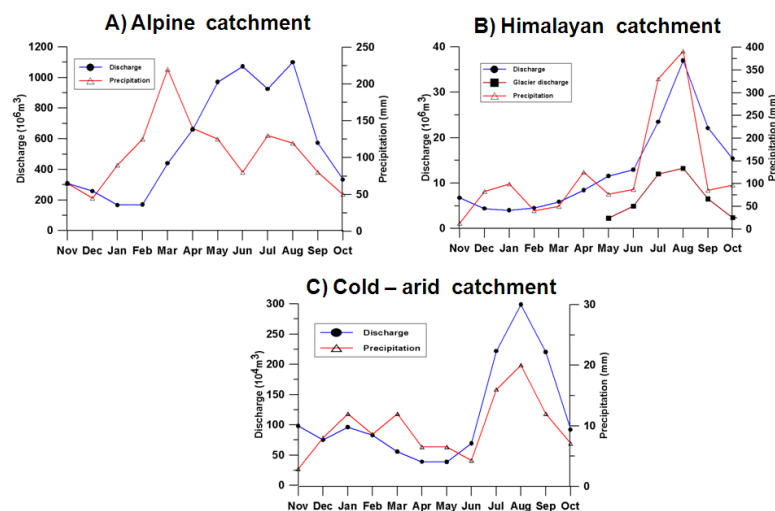 A) Alpine catchment
Discharge
Precipitation
Discharge (10⁶m³)
1200
1000
800
600
400
200
0
Precipitation (mm)
250
200
150
100
50
0
Nov Dec Jan Feb Mar Apr May Jun Jul Aug Sep Oct
B) Himalayan catchment
Discharge
Glacier discharge
Precipitation
Discharge (10⁶m³)
40
30
20
10
0
Precipitation (mm)
400
350
300
250
200
150
100
50
0
Nov Dec Jan Feb Mar Apr May Jun Jul Aug Sep Oct
C) Cold – arid catchment
Discharge
Precipitation
Discharge (10⁴m³)
300
250
200
150
100
50
0
Precipitation (mm)
30
20
10
0
Nov Dec Jan Feb Mar Apr May Jun Jul Aug Sep Oct